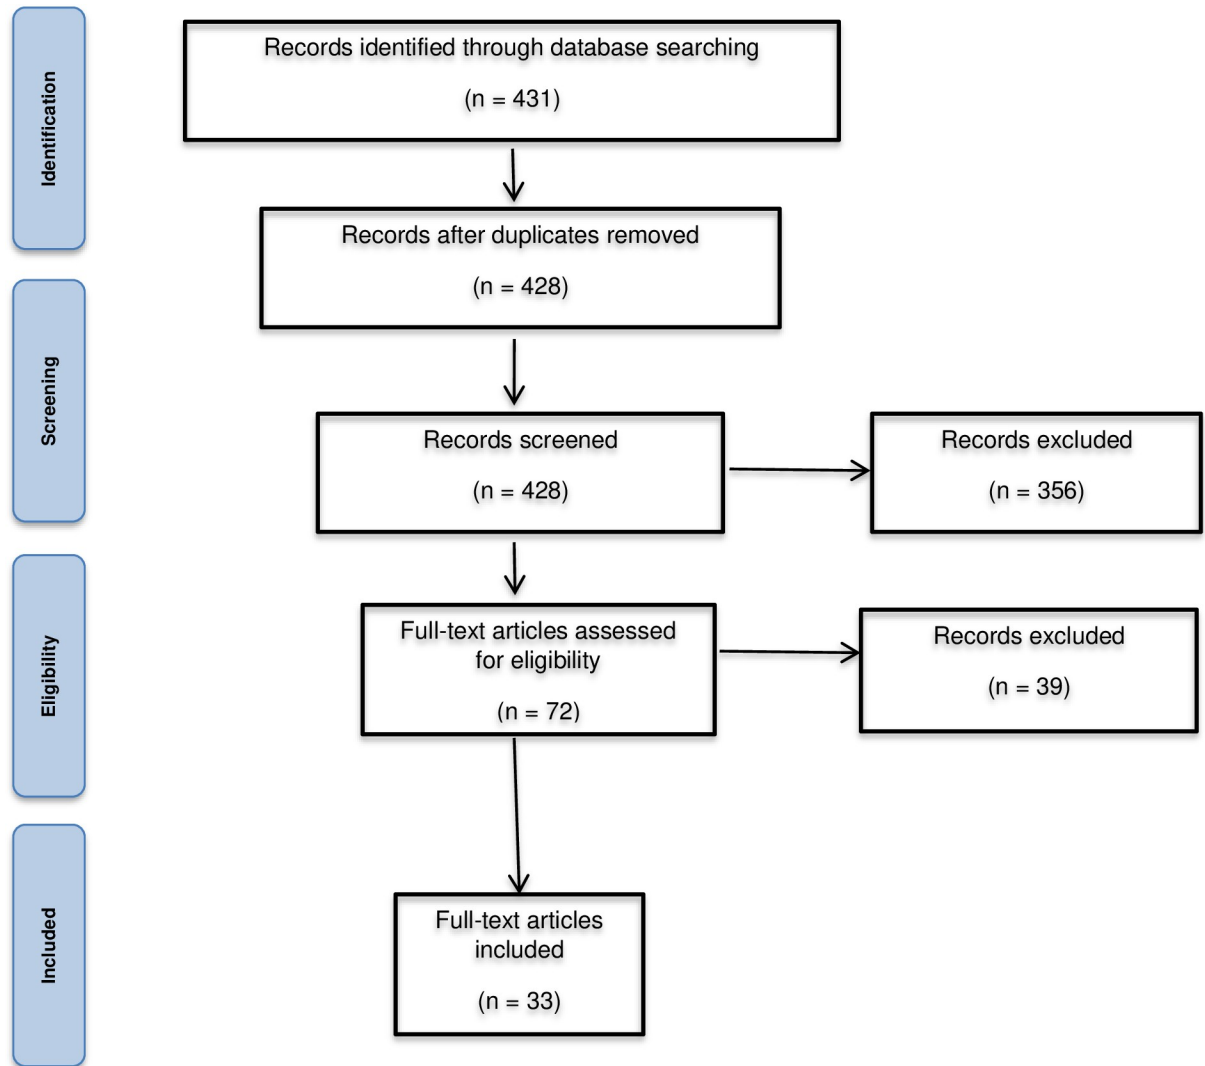 Identification
Records identified through database searching
(n = 431)
Records after duplicates removed
(n = 428)
Screening
Records screened
(n = 428)
Records excluded
(n = 356)
Eligibility
Full-text articles assessed
for eligibility
(n = 72)
Records excluded
(n = 39)
Included
Full-text articles
included
(n = 33)